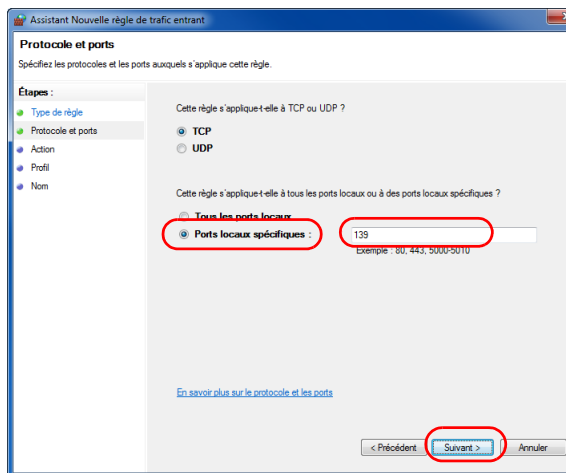 Assistant Nouvelle règle de trafic entrant
Protocole et ports
Spécifiez les protocoles et les ports auxquels s'applique cette règle.
Étapes :
Type de règle
Protocole et ports
Action
Profil
Nom
Cette règle s'applique-t-elle à TCP ou UDP ?
TCP
UDP
Cette règle s'applique-t-elle à tous les ports locaux ou à des ports locaux spécifiques ?
Tous les ports locaux
Ports locaux spécifiques :
139
Exemple : 80, 443, 5000-5010
En savoir plus sur le protocole et les ports
< Précédent
Suivant >
Annuler